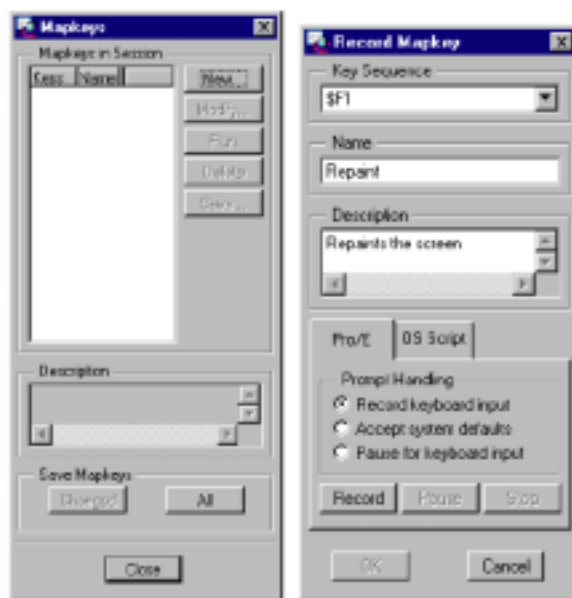 Mapkeys
Mapkeys in Session
Keys Name
New...
Modify...
Run
Delete
Save...
Description
Save Mapkeys
Changed All
Close
Record Mapkey
Key Sequence
$F1
Name
Repaint
Description
Repaints the screen
Pro/E OS Script
Prompt Handling
Record keyboard input
Accept system defaults
Pause for keyboard input
Record Pause Stop
OK Cancel